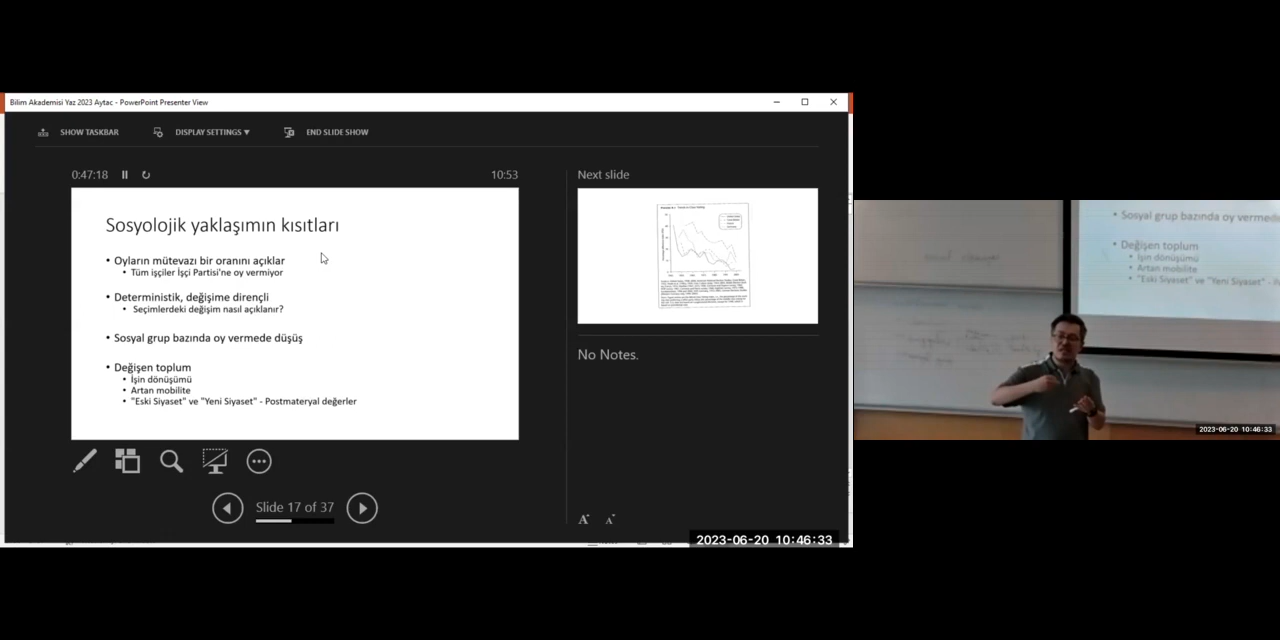 Bilim Akademisi Yaz 2023 Aytac - PowerPoint Presenter View
SHOW TASKBAR
DISPLAY SETTINGS ▼
END SLIDE SHOW
0:47:18
10:53
Next slide
Sosyolojik yaklaşımın kısıtları
• Oyların mütevazı bir oranını açıklar
• Tüm işçiler İşçi Partisi'ne oy vermiyor
• Deterministik, değişime dirençli
• Seçimlerdeki değişim nasıl açıklanır?
• Sosyal grup bazında oy vermede düşüş
• Değişen toplum
• İşin dönüşümü
• Artan mobilite
• "Eski Siyaset" ve "Yeni Siyaset" - Postmateryal değerler
No Notes.
Slide 17 of 37
A A
2023-06-20 10:46:33
• Sosyal grup bazında oy vermede
• Değişen toplum
• İşin dönüşümü
• Artan mobilite
• "Eski Siyaset" ve "Yeni Siyaset" -
2023-06-20 10:46:33